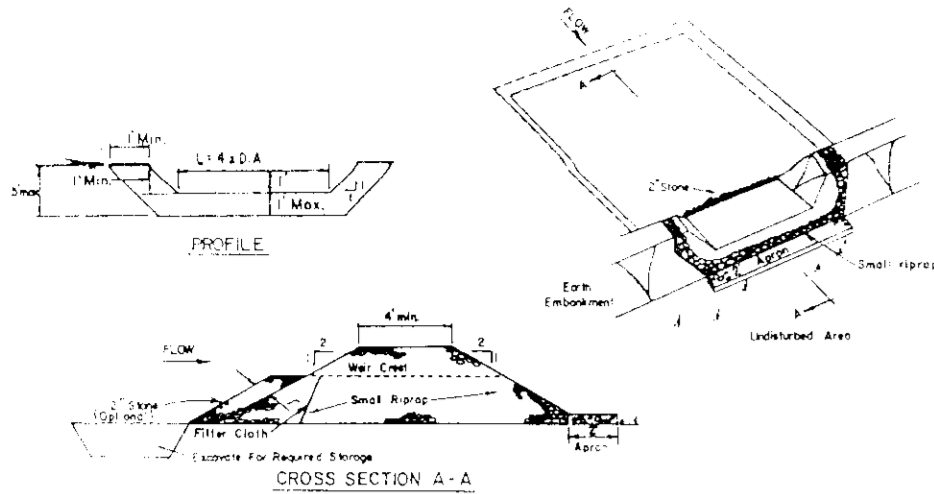 1' Min.
L= 4 x D.A
5' max
1' Min.
1'
1' Max.
1
1
PROFILE
FLOW
A
2" Stone
Apron
Small riprap
Earth
Embankment
A
Undisturbed Area
4' min.
FLOW
2
1
2
1
Weir Crest
2" Stone
(Optional)
Small Riprap
Filter Cloth
Apron
Excavate For Required Storage
CROSS SECTION A-A